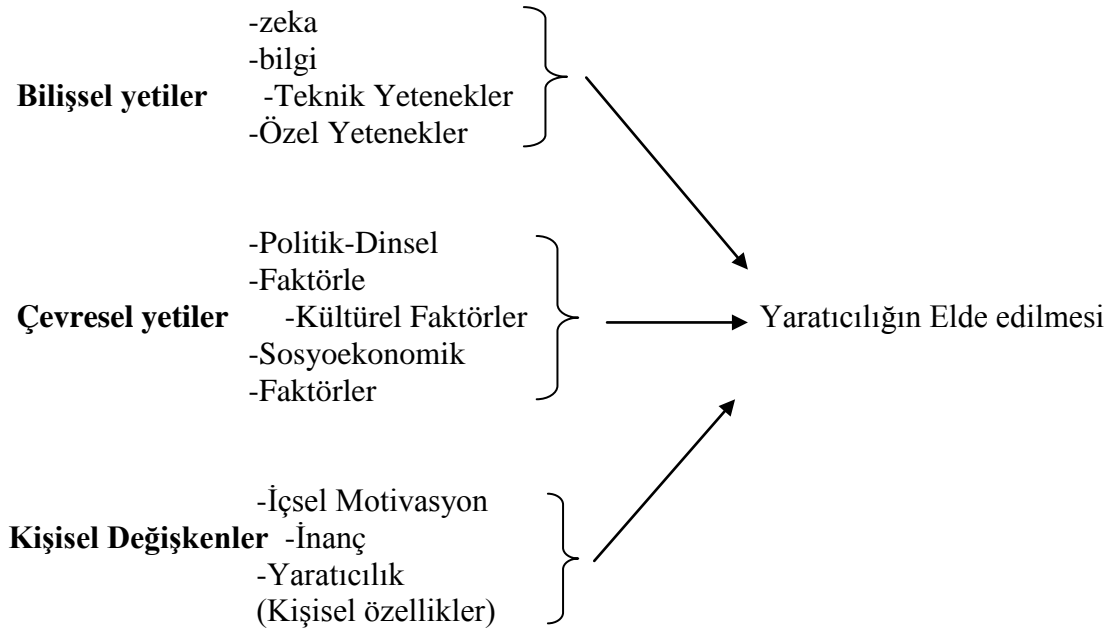 -zeka
-bilgi
Bilişsel yetiler -Teknik Yetenekler
-Özel Yetenekler
-Politik-Dinsel
-Faktörle
Çevresel yetiler -Kültürel Faktörler
-Sosyoekonomik
-Faktörler
Yaratıcılığın Elde edilmesi
-İçsel Motivasyon
Kişisel Değişkenler -İnanç
-Yaratıcılık
(Kişisel özellikler)